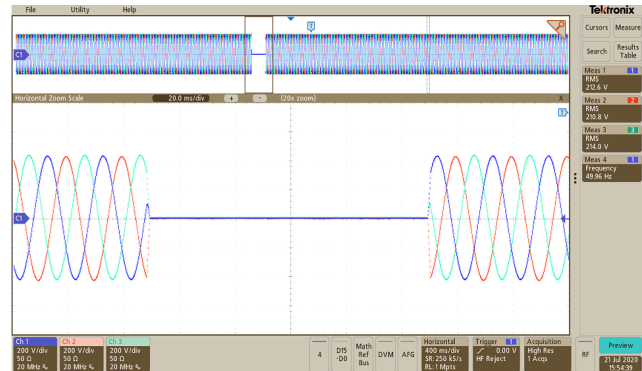 File Utility Help
Tektronix
Cursors Measure
Search Results Table
C1
Meas 1 1
RMS
212.6 V
Meas 2 2
RMS
210.8 V
Meas 3 3
RMS
214.0 V
Meas 4 1
Frequency
49.96 Hz
Horizontal Zoom Scale 20.0 ms/div + - (20x zoom) X
C1
Ch 1 Ch 2 Ch 3
200 V/div 200 V/div 200 V/div
50 Ω 50 Ω 50 Ω
20 MHz 20 MHz 20 MHz
4
D15
-D0
Math
Ref
Bus
DVM
AFG
Horizontal
400 ms/div
SR: 250 kS/s
RL: 1 Mpts
Trigger 1
0.00 V
HF Reject
Acquisition
High Res
1 Acqs
RF
Preview
21 Jul 2020
15:54:39